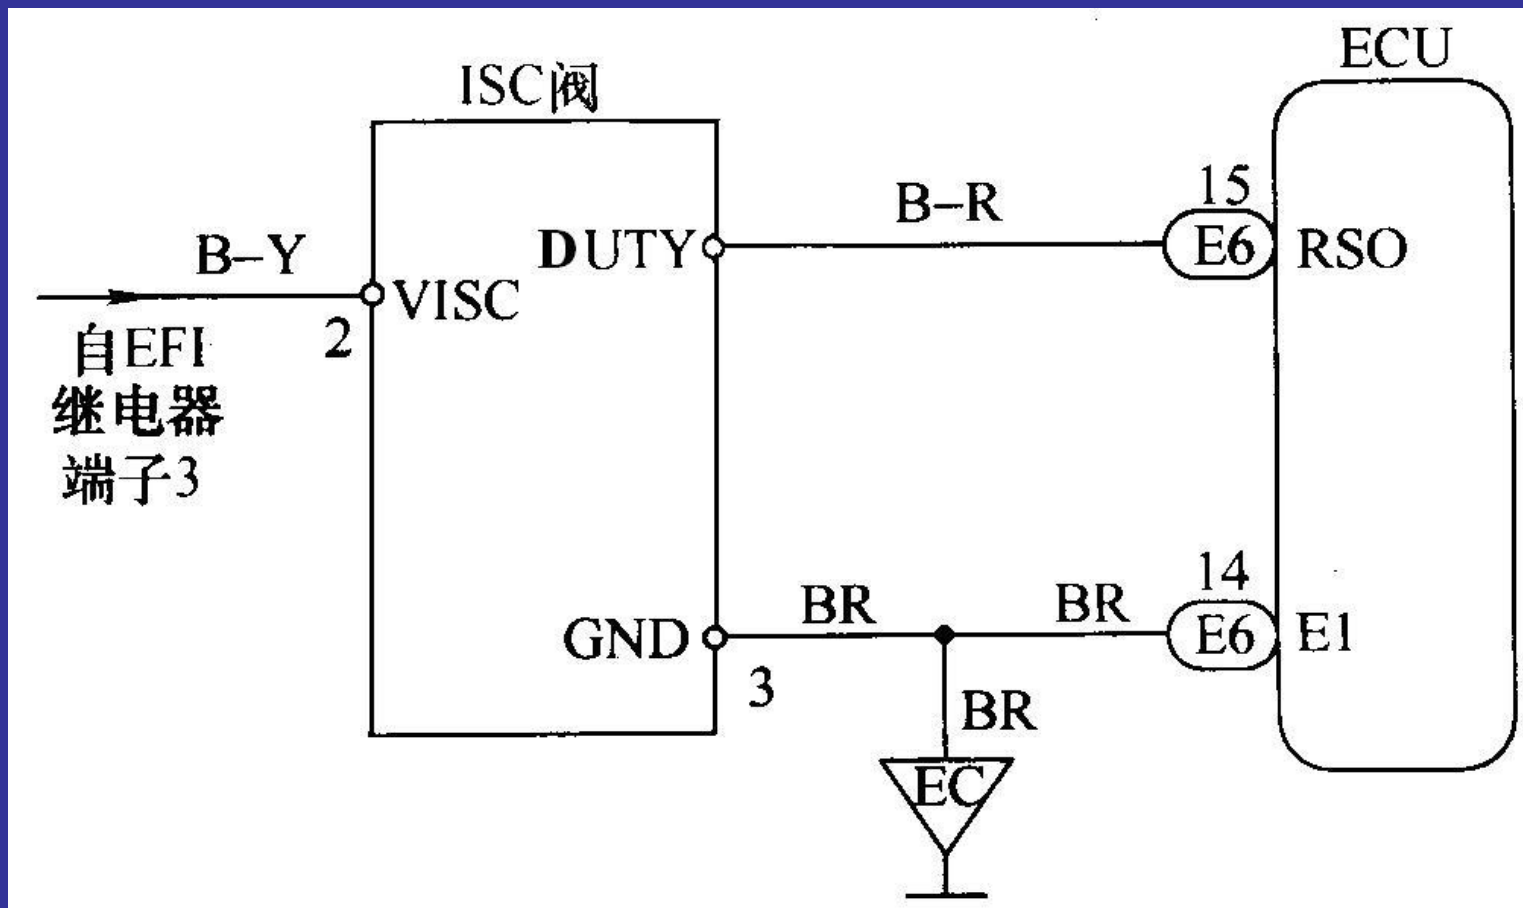 ECU
ISC阀
15
B–R
E6
RSO
DUTY
B–Y
VISC
2
自EFI
继电器
端子3
14
BR
BR
E6
E1
GND
3
BR
EC